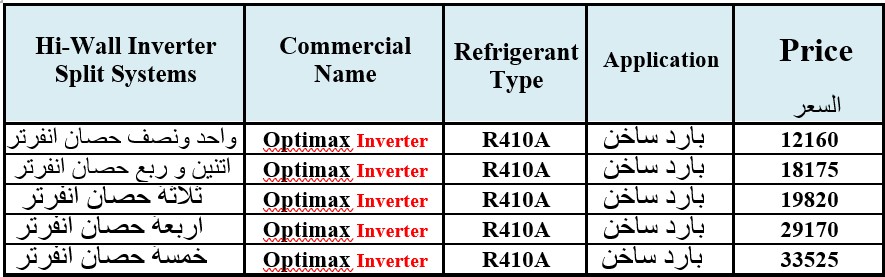 Hi-Wall Inverter Split Systems
Commercial Name
Refrigerant Type
Application
Price
السعر
واحد ونصف حصان انفرتر Optimax Inverter R410A بارد ساخن 12160
اتنين و ربع حصان انفرتر Optimax Inverter R410A بارد ساخن 18175
ثلاثة حصان انفرتر Optimax Inverter R410A بارد ساخن 19820
اربعة حصان انفرتر Optimax Inverter R410A بارد ساخن 29170
خمسة حصان انفرتر Optimax Inverter R410A بارد ساخن 33525